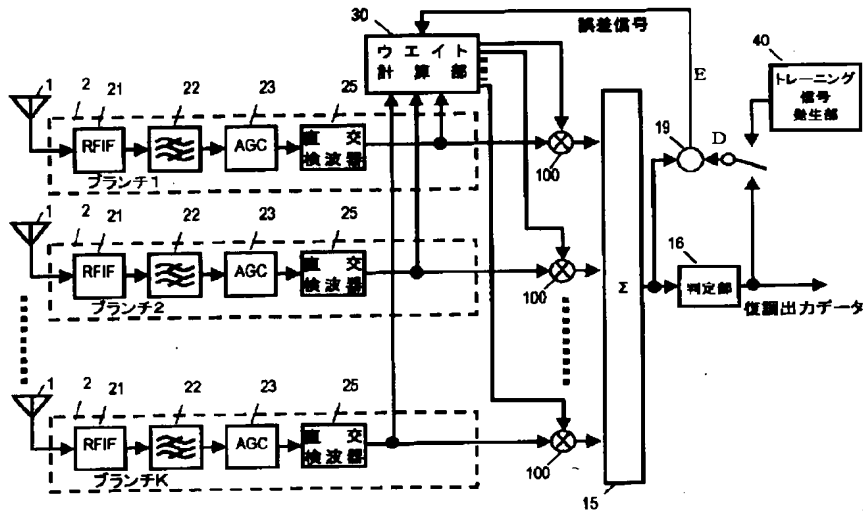 30
誤差信号
40
ウエイト
計算部
E
トレーニング
信号
発生部
1
2
21
22
23
25
19
D
RFIF
AGC
直交
検波器
100
ブランチ1
1
2
21
22
23
25
16
RFIF
AGC
直交
検波器
100
Σ
判定部
ブランチ2
復調出力データ
1
2
21
22
23
25
RFIF
AGC
直交
検波器
100
ブランチK
15